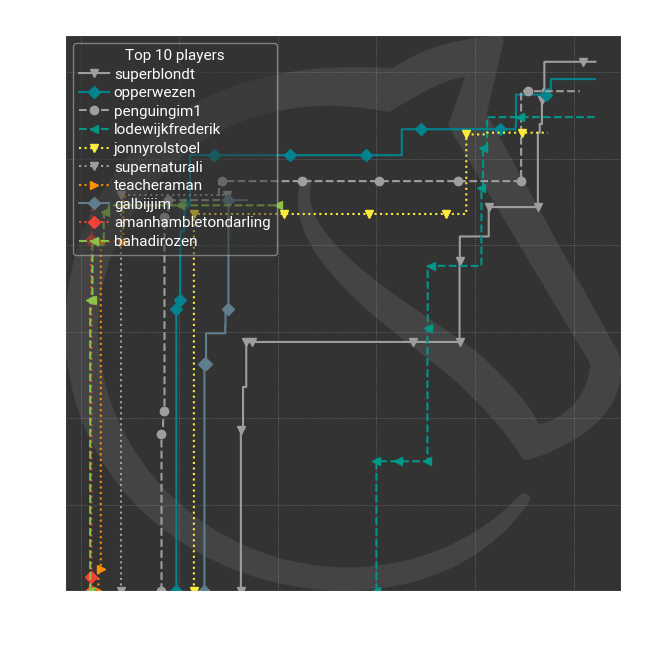 Top 10 players
superblondt
opperwezen
penguingim1
lodewijkfrederik
jonnyrolstoel
supernaturali
teacheraman
galbijjim
amanhambletondarling
bahadirozen